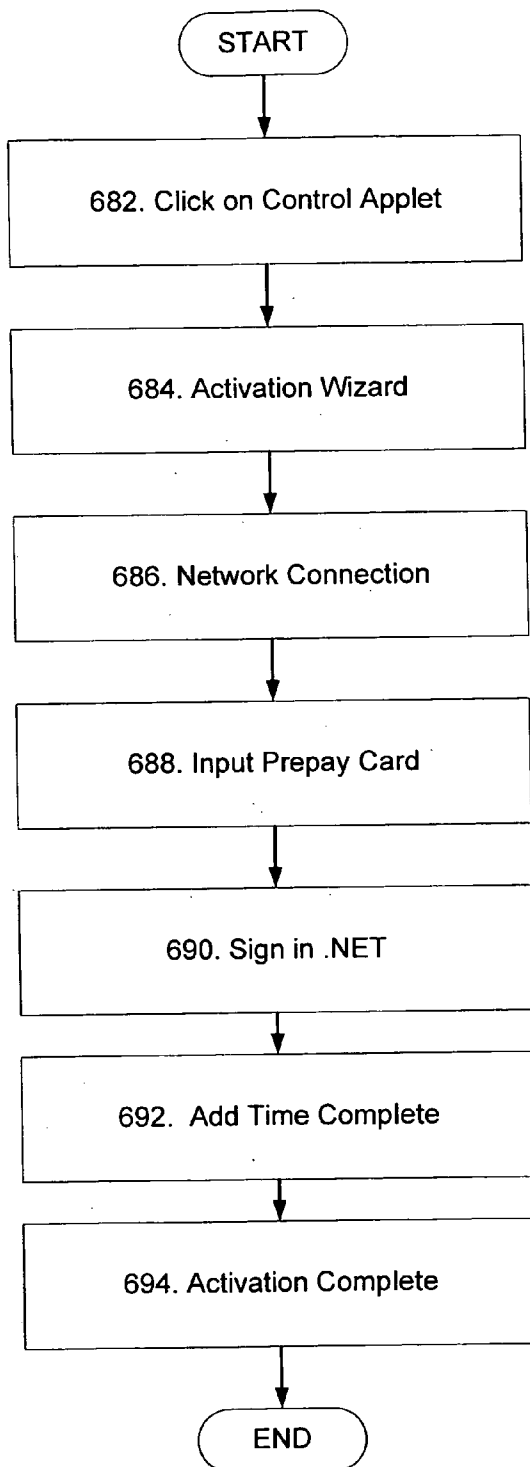 START
682. Click on Control Applet
684. Activation Wizard
686. Network Connection
688. Input Prepay Card
690. Sign in .NET
692. Add Time Complete
694. Activation Complete
END